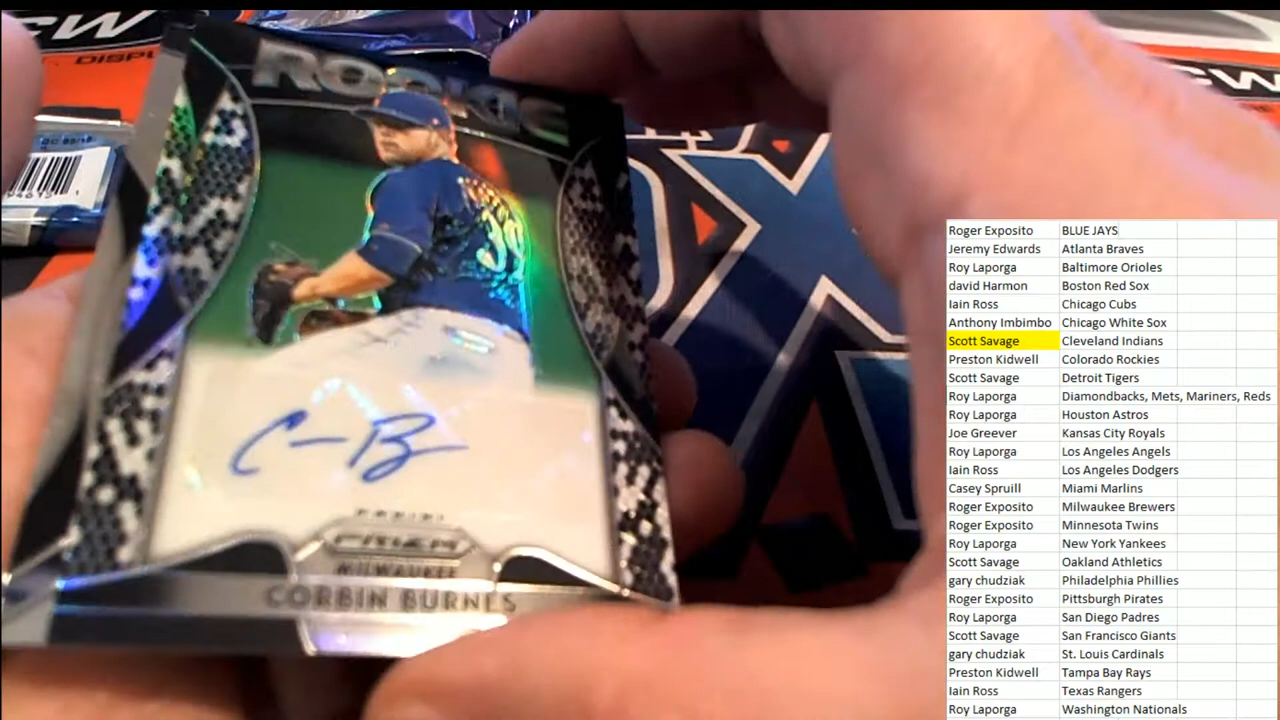 CW
DISPL
CW
ROOKIE
39
PANINI
PRIZM
MILWAUKEE
CORBIN BURNES
Roger Exposito BLUE JAYS
Jeremy Edwards Atlanta Braves
Roy Laporga Baltimore Orioles
david Harmon Boston Red Sox
Iain Ross Chicago Cubs
Anthony Imbimbo Chicago White Sox
Scott Savage Cleveland Indians
Preston Kidwell Colorado Rockies
Scott Savage Detroit Tigers
Roy Laporga Diamondbacks, Mets, Mariners, Reds
Roy Laporga Houston Astros
Joe Greever Kansas City Royals
Roy Laporga Los Angeles Angels
Iain Ross Los Angeles Dodgers
Casey Spruill Miami Marlins
Roger Exposito Milwaukee Brewers
Roger Exposito Minnesota Twins
Roy Laporga New York Yankees
Scott Savage Oakland Athletics
gary chudziak Philadelphia Phillies
Roger Exposito Pittsburgh Pirates
Roy Laporga San Diego Padres
Scott Savage San Francisco Giants
gary chudziak St. Louis Cardinals
Preston Kidwell Tampa Bay Rays
Iain Ross Texas Rangers
Roy Laporga Washington Nationals